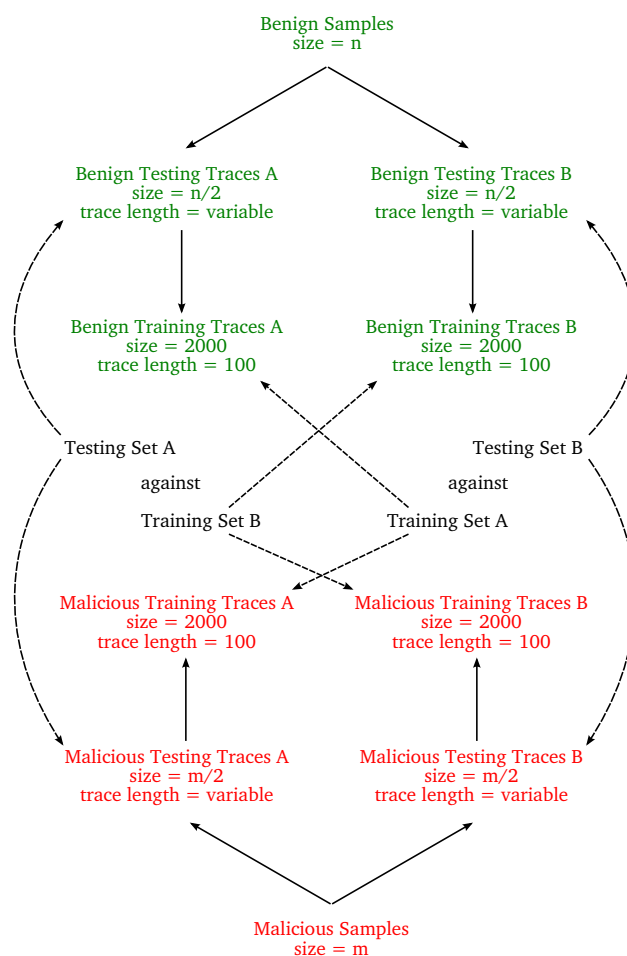 Benign Samples
size = n
Benign Testing Traces A
size = n/2
trace length = variable
Benign Testing Traces B
size = n/2
trace length = variable
Benign Training Traces A
size = 2000
trace length = 100
Benign Training Traces B
size = 2000
trace length = 100
Testing Set A
against
Training Set B
Testing Set B
against
Training Set A
Malicious Training Traces A
size = 2000
trace length = 100
Malicious Training Traces B
size = 2000
trace length = 100
Malicious Testing Traces A
size = m/2
trace length = variable
Malicious Testing Traces B
size = m/2
trace length = variable
Malicious Samples
size = m